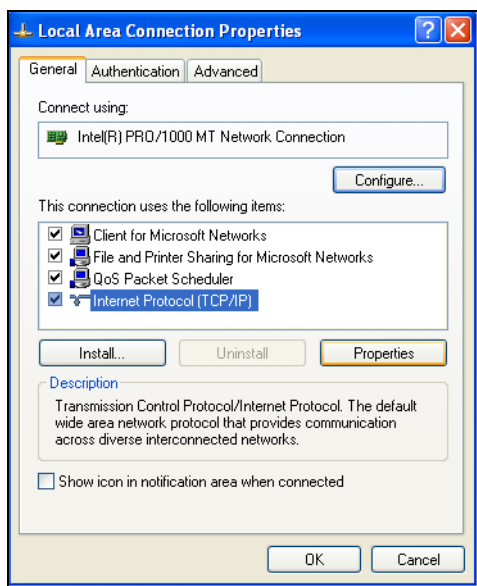 Local Area Connection Properties
General Authentication Advanced
Connect using:
Intel(R) PRO/1000 MT Network Connection
Configure...
This connection uses the following items:
Client for Microsoft Networks
File and Printer Sharing for Microsoft Networks
QoS Packet Scheduler
Internet Protocol (TCP/IP)
Install... Uninstall Properties
Description
Transmission Control Protocol/Internet Protocol. The default
wide area network protocol that provides communication
across diverse interconnected networks.
Show icon in notification area when connected
OK Cancel